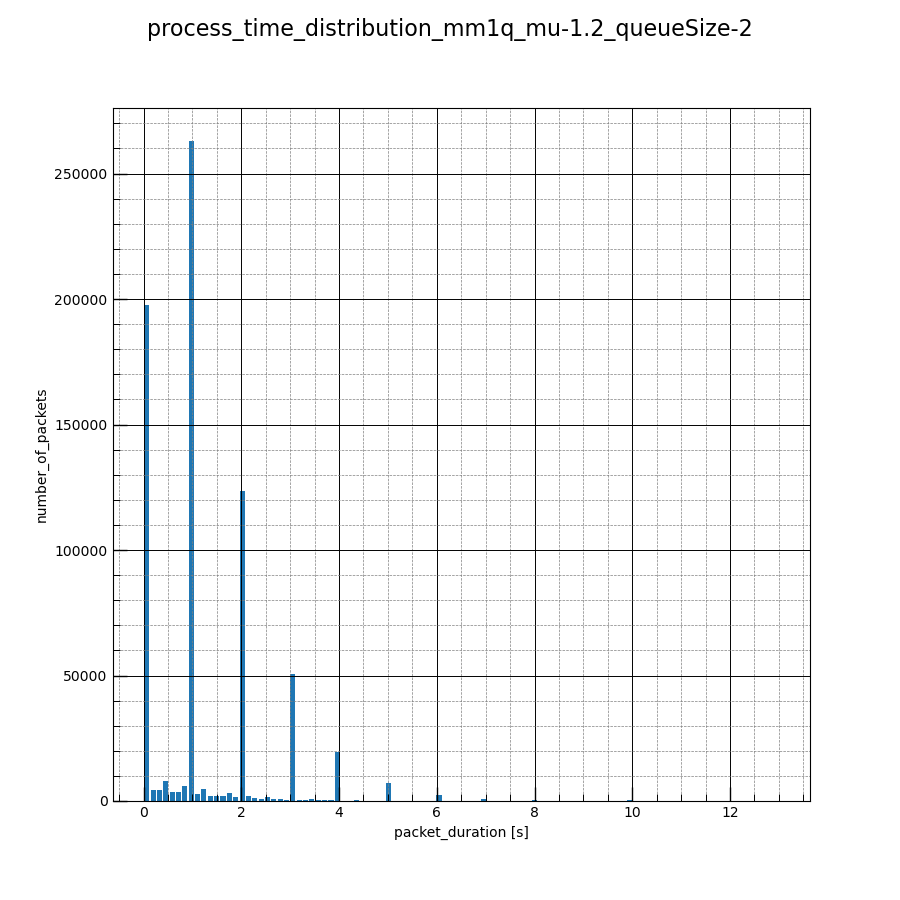 process_time_distribution_mm1q_mu-1.2_queueSize-2
250000
200000
150000
100000
50000
0
number_of_packets
0 2 4 6 8 10 12
packet_duration [s]